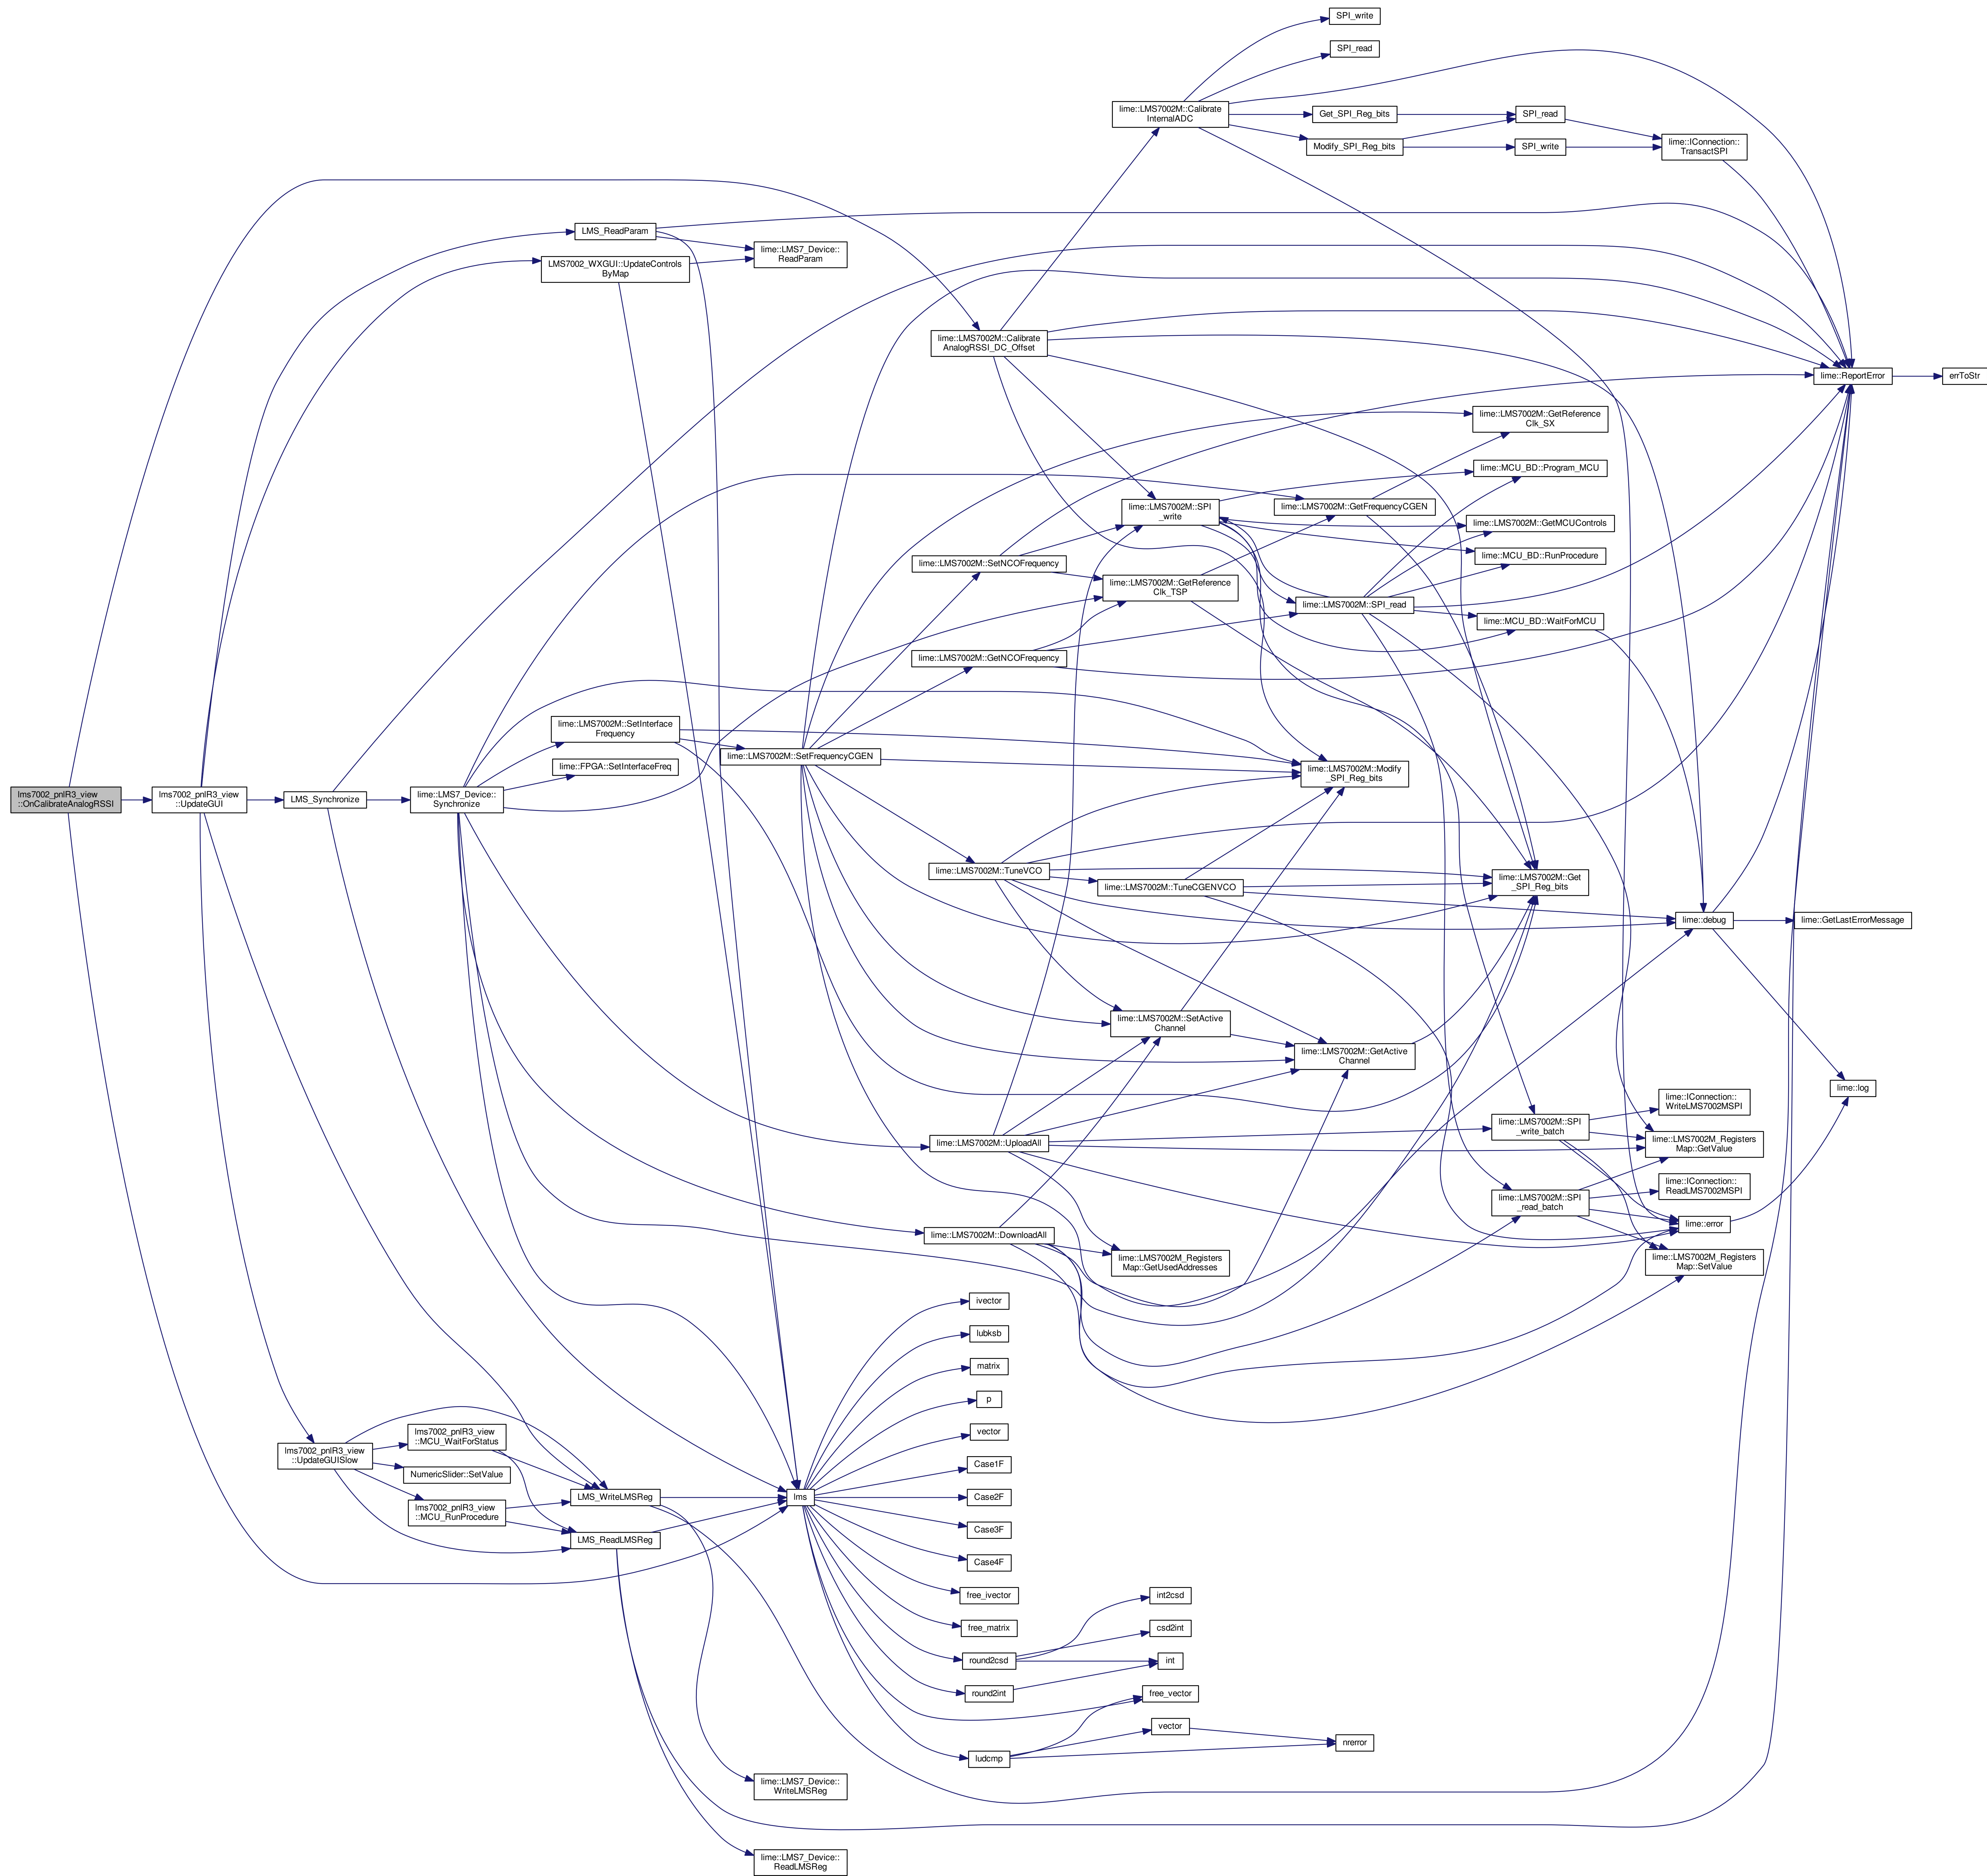 SPI_write
SPI_read
lime::LMS7002M::Calibrate
InternalADC
Get_SPI_Reg_bits
SPI_read
Modify_SPI_Reg_bits
SPI_write
lime::IConnection::
TransactSPI
LMS_ReadParam
lime::LMS7_Device::
ReadParam
LMS7002_WXGUI::UpdateControls
ByMap
lime::LMS7002M::Calibrate
AnalogRSSI_DC_Offset
lime::ReportError
errToStr
lime::LMS7002M::GetReference
Clk_SX
lime::MCU_BD::Program_MCU
lime::LMS7002M::SPI
_write
lime::LMS7002M::GetFrequencyCGEN
lime::LMS7002M::GetMCUControls
lime::MCU_BD::RunProcedure
lime::LMS7002M::SetNCOFrequency
lime::LMS7002M::GetReference
Clk_TSP
lime::LMS7002M::SPI_read
lime::MCU_BD::WaitForMCU
lime::LMS7002M::GetNCOFrequency
lime::LMS7002M::SetInterface
Frequency
lime::LMS7002M::SetFrequencyCGEN
lime::FPGA::SetInterfaceFreq
lime::LMS7002M::Modify
_SPI_Reg_bits
lms7002_pnlR3_view
::OnCalibrateAnalogRSSI
lms7002_pnlR3_view
::UpdateGUI
LMS_Synchronize
lime::LMS7_Device::
Synchronize
lime::LMS7002M::TuneVCO
lime::LMS7002M::TuneCGENVCO
lime::LMS7002M::Get
_SPI_Reg_bits
lime::debug
lime::GetLastErrorMessage
lime::LMS7002M::SetActive
Channel
lime::LMS7002M::GetActive
Channel
lime::log
lime::IConnection::
WriteLMS7002MSPI
lime::LMS7002M::UploadAll
lime::LMS7002M::SPI
_write_batch
lime::LMS7002M_Registers
Map::GetValue
lime::IConnection::
ReadLMS7002MSPI
lime::LMS7002M::SPI
_read_batch
lime::error
lime::LMS7002M::DownloadAll
lime::LMS7002M_Registers
Map::GetUsedAddresses
lime::LMS7002M_Registers
Map::SetValue
ivector
lubksb
matrix
p
vector
Case1F
Case2F
Case3F
Case4F
lms7002_pnlR3_view
::UpdateGUISlow
lms7002_pnlR3_view
::MCU_WaitForStatus
NumericSlider::SetValue
lms7002_pnlR3_view
::MCU_RunProcedure
LMS_WriteLMSReg
lms
LMS_ReadLMSReg
free_ivector
free_matrix
round2csd
round2int
int2csd
csd2int
int
free_vector
ludcmp
vector
nrerror
lime::LMS7_Device::
WriteLMSReg
lime::LMS7_Device::
ReadLMSReg